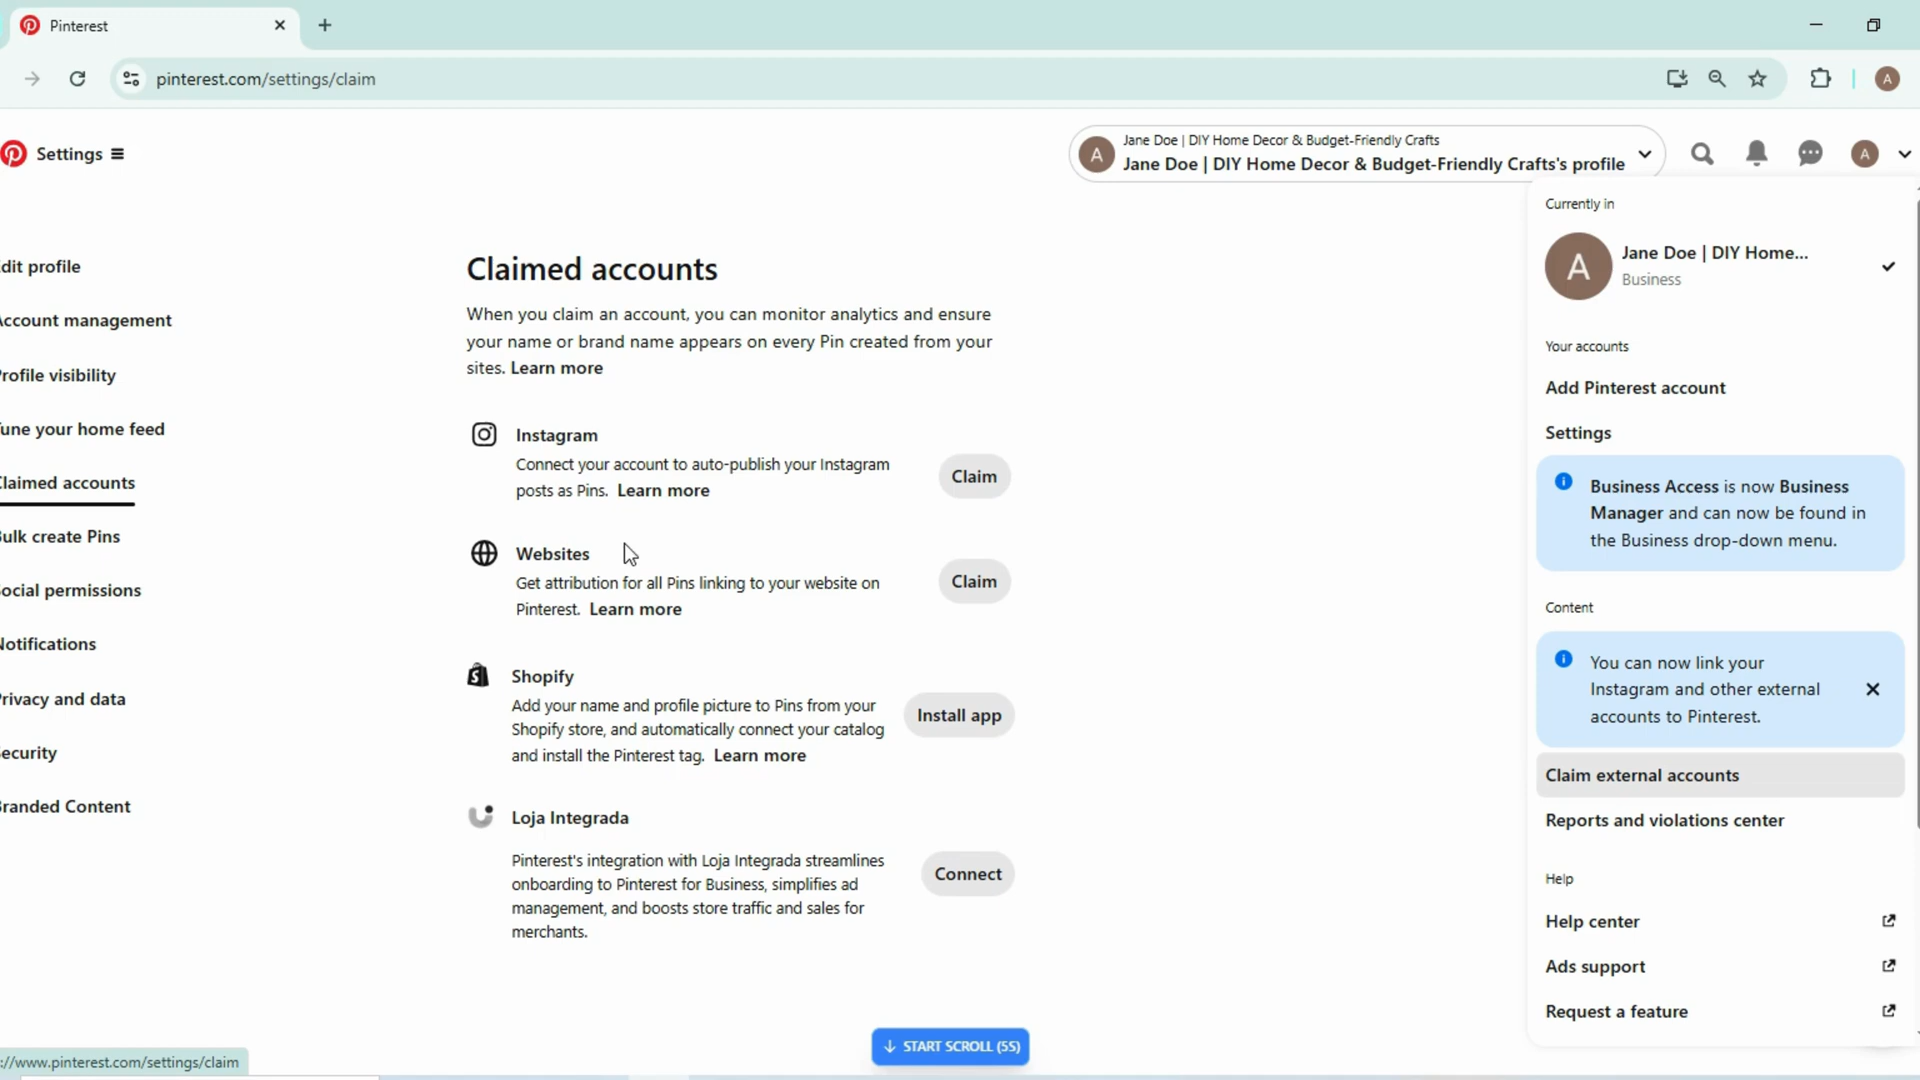 Pinterest
pinterest.com/settings/claim
A
Settings
A
Jane Doe | DIY Home Decor & Budget-Friendly Crafts
Jane Doe | DIY Home Decor & Budget-Friendly Crafts's profile
A
dit profile
Account management
Profile visibility
Tune your home feed
Claimed accounts
Bulk create Pins
Social permissions
Notifications
Privacy and data
ecurity
Branded Content
Claimed accounts
When you claim an account, you can monitor analytics and ensure
your name or brand name appears on every Pin created from your
sites. Learn more
Instagram
Connect your account to auto-publish your Instagram
posts as Pins. Learn more
Claim
Websites
Get attribution for all Pins linking to your website on
Pinterest. Learn more
Claim
Shopify
Add your name and profile picture to Pins from your
Shopify store, and automatically connect your catalog
and install the Pinterest tag. Learn more
Install app
Loja Integrada
Pinterest's integration with Loja Integrada streamlines
onboarding to Pinterest for Business, simplifies ad
management, and boosts store traffic and sales for
merchants.
Connect
START SCROLL (5S)
Currently in
A
Jane Doe | DIY Home...
Business
Your accounts
Add Pinterest account
Settings
Business Access is now Business
Manager and can now be found in
the Business drop-down menu.
Content
You can now link your
Instagram and other external
accounts to Pinterest.
Claim external accounts
Reports and violations center
Help
Help center
Ads support
Request a feature
://www.pinterest.com/settings/claim